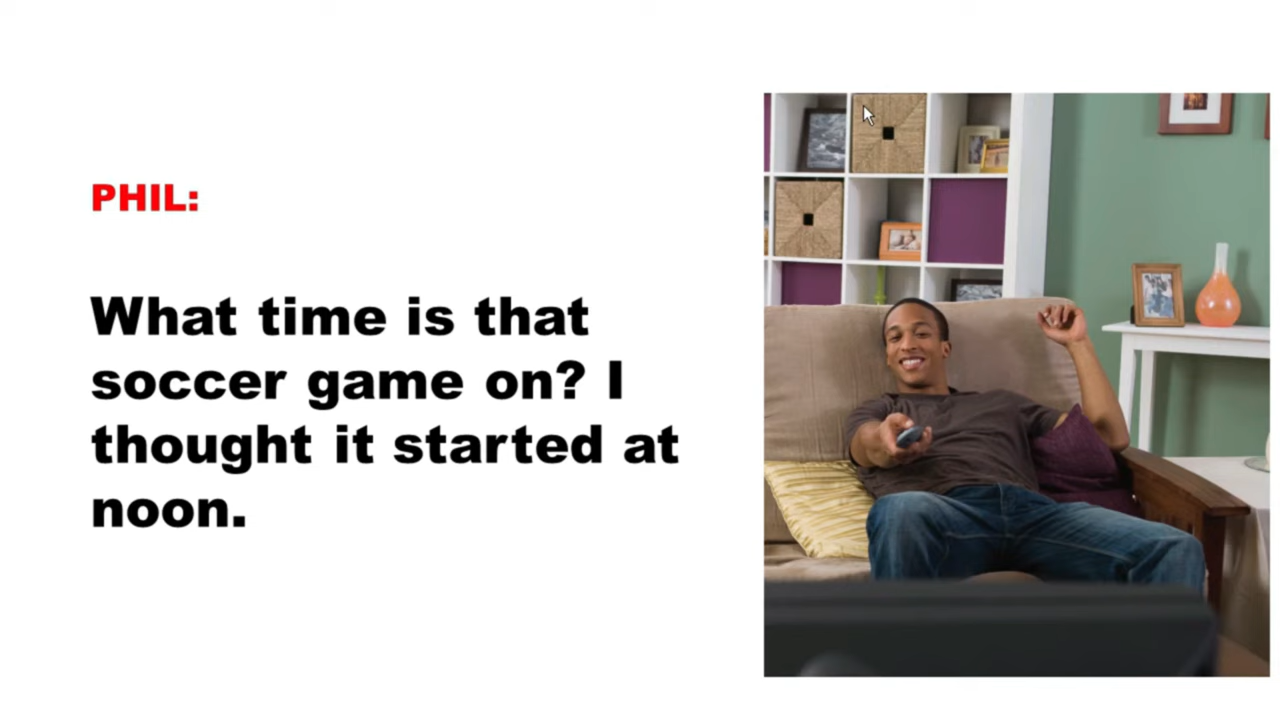 PHIL:
What time is that
soccer game on? I
thought it started at
noon.